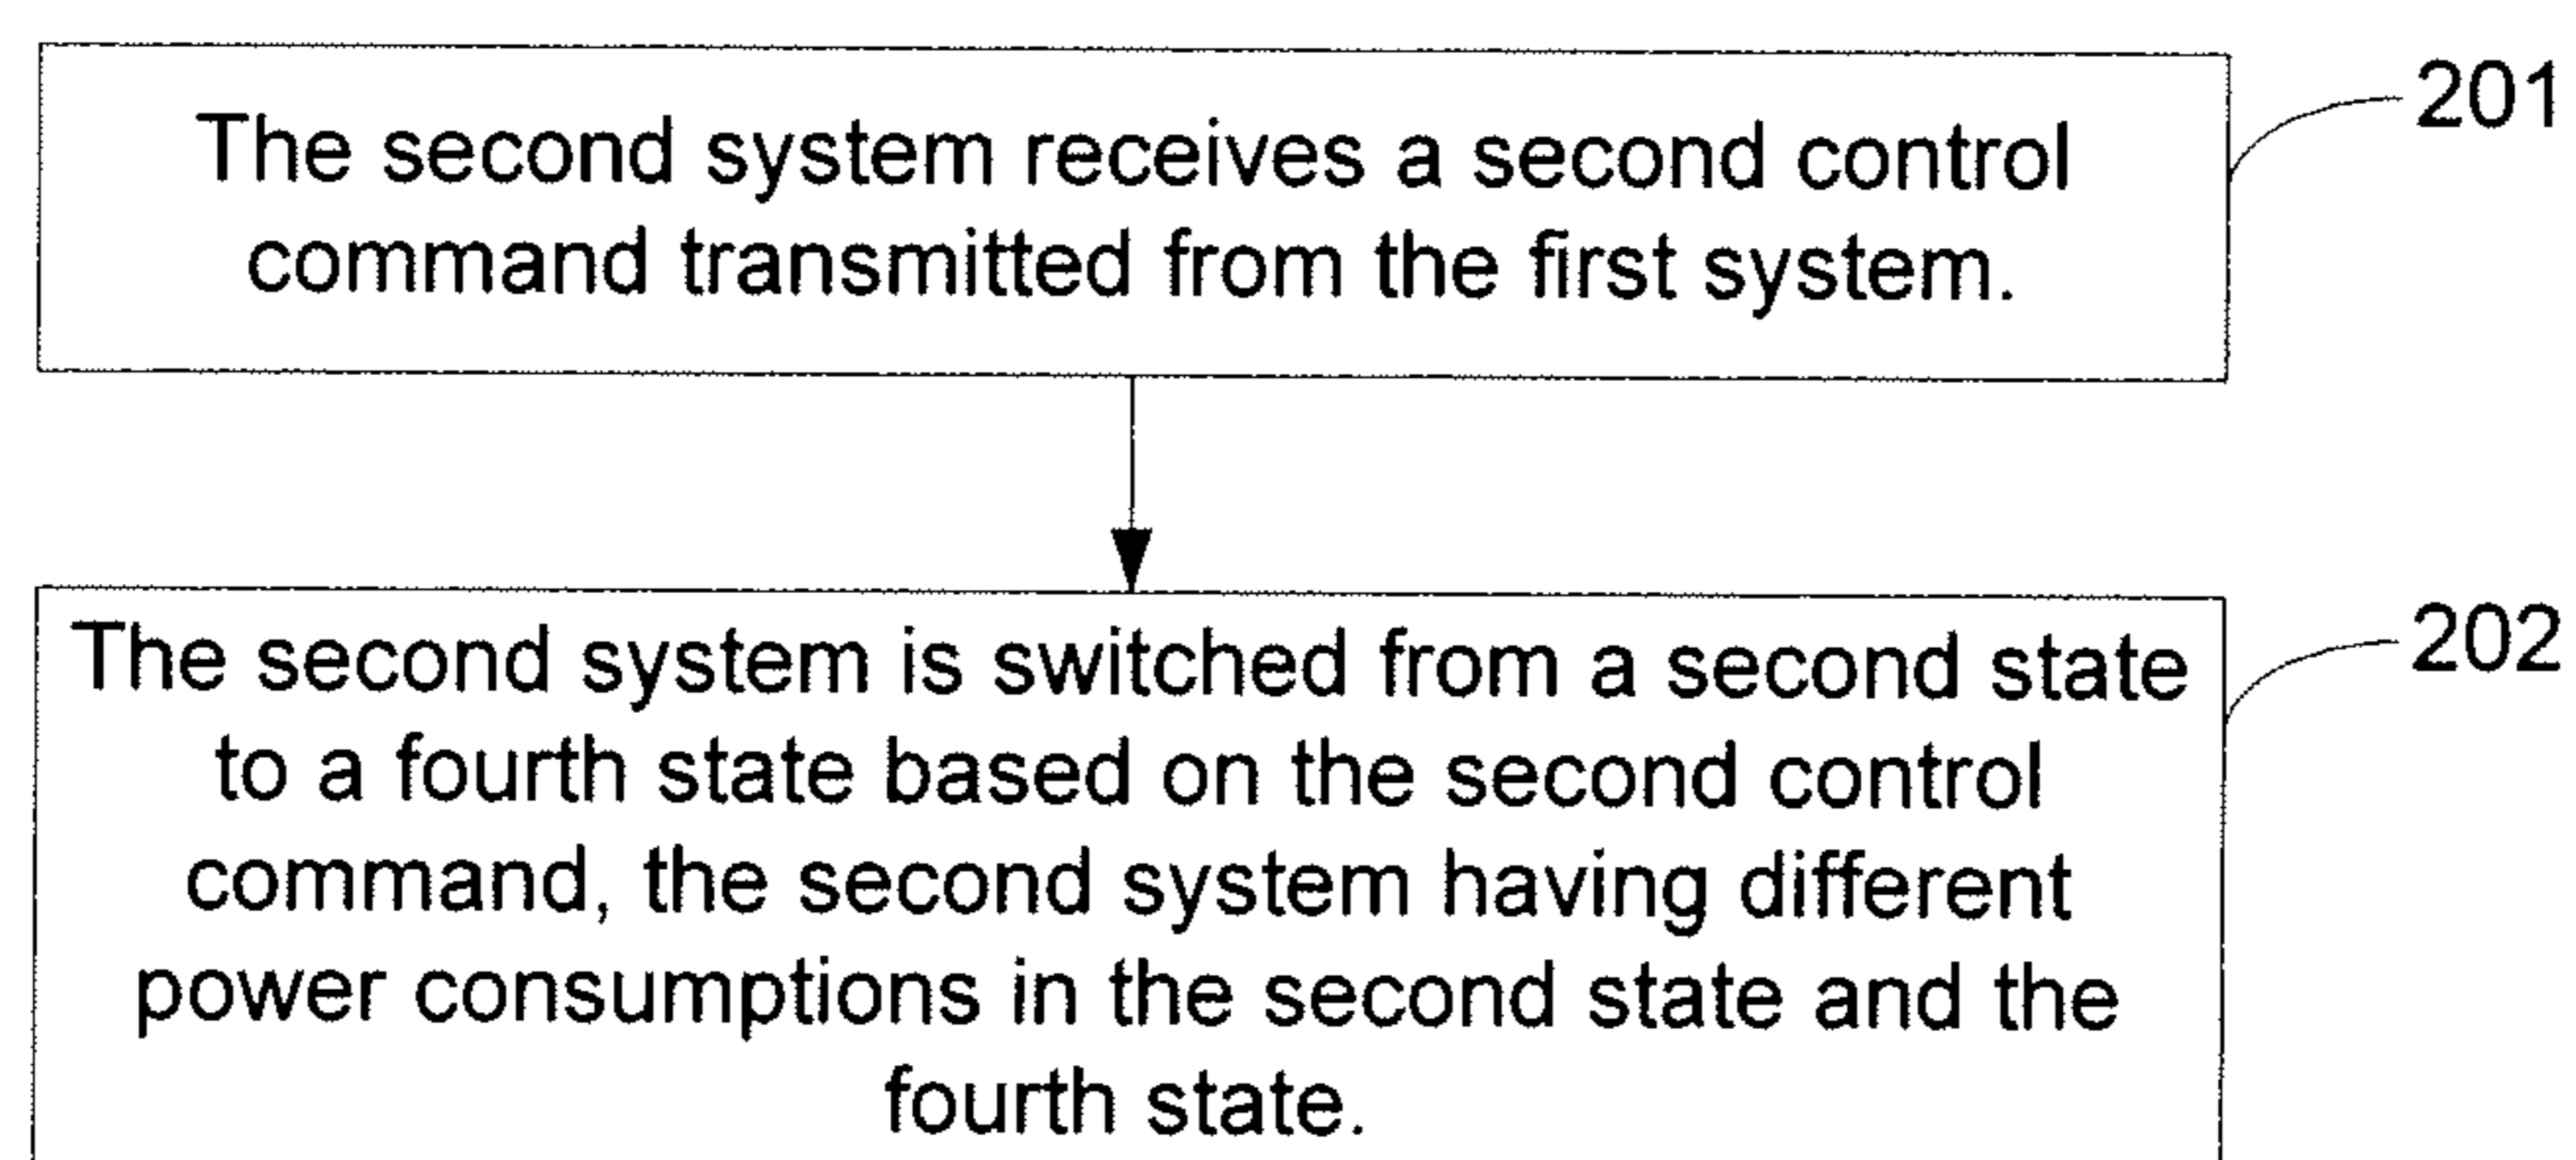 The second system receives a second control
command transmitted from the first system.
201
The second system is switched from a second state
to a fourth state based on the second control
command, the second system having different
power consumptions in the second state and the
fourth state.
202